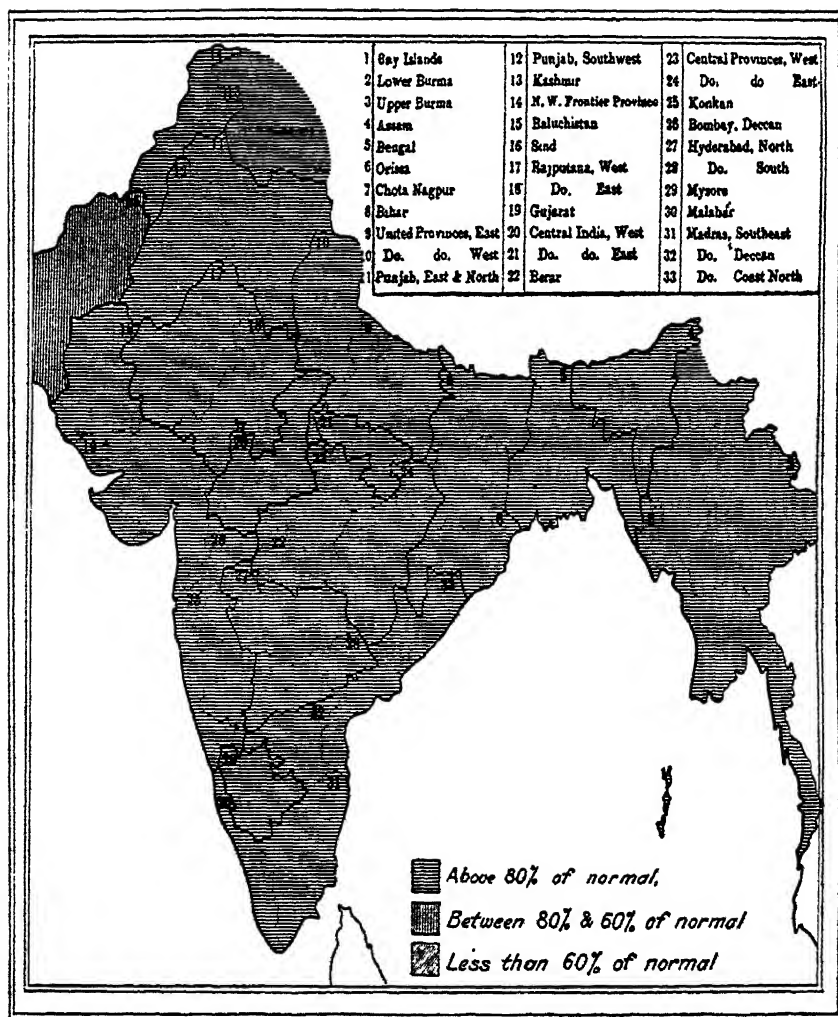 1 Bay Islands
2 Lower Burma
3 Upper Burma
4 Assam
5 Bengal
6 Orissa
7 Chota Nagpur
8 Bihar
9 United Provinces, East
10 Do. do. West
11 Punjab, East & North
12 Punjab, Southwest
13 Kashmir
14 N. W. Frontier Province
15 Baluchistan
16 Sind
17 Rajputana, West
18 Do. East
19 Gujarat
20 Central India, West
21 Do. do. East
22 Berar
23 Central Provinces, West
24 Do. do East
25 Konkan
26 Bombay, Deccan
27 Hyderabad, North
28 Do. South
29 Mysore
30 Malabar
31 Madras, Southeast
32 Do. Deccan
33 Do. Coast North
Above 80% of normal.
Between 80% & 60% of normal
Less than 60% of normal